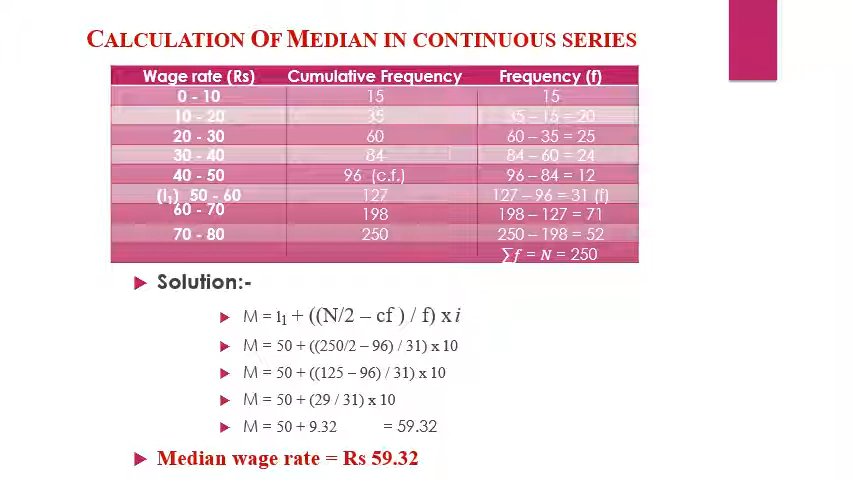 CALCULATION OF MEDIAN IN CONTINUOUS SERIES
Wage rate (Rs) Cumulative Frequency Frequency (f)
0 - 10 15 15
10 - 20 35 35 – 15 = 20
20 - 30 60 60 – 35 = 25
30 - 40 84 84 – 60 = 24
40 - 50 96 (c.f.) 96 – 84 = 12
(l₁) 50 - 60 127 127 – 96 = 31 (f)
60 - 70 198 198 – 127 = 71
70 - 80 250 250 – 198 = 52
∑f = N = 250
Solution:-
M = l₁ + ((N/2 – cf ) / f) x i
M = 50 + ((250/2 – 96) / 31) x 10
M = 50 + ((125 – 96) / 31) x 10
M = 50 + (29 / 31) x 10
M = 50 + 9.32 = 59.32
Median wage rate = Rs 59.32